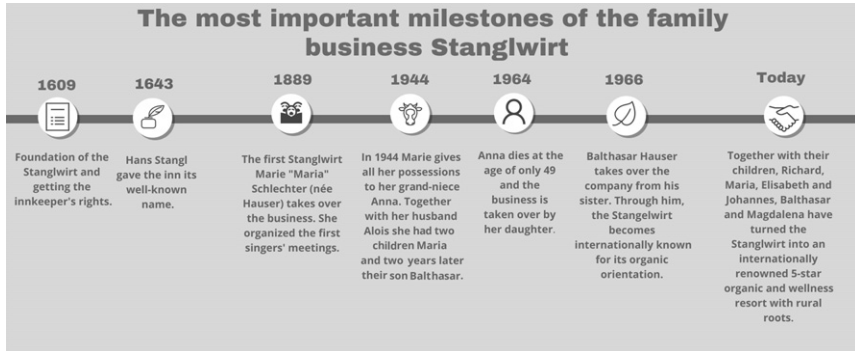 The most important milestones of the family
business Stanglwirt
1609
Foundation of the
Stanglwirt and
getting the
innkeeper's rights.
1643
Hans Stangl
gave the inn its
well-known
name.
1889
The first Stanglwirt
Marie "Maria"
Schlechter (née
Hauser) takes over
the business. She
organized the first
singers' meetings.
1944
In 1944 Marie gives
all her possessions
to her grand-niece
Anna. Together
with her husband
Alois she had two
children Maria
and two years later
their son Balthasar.
1964
Anna dies at the
age of only 49
and the
business is
taken over by
her daughter.
1966
Balthasar Hauser
takes over the
company from his
sister. Through him,
the Stangelwirt
becomes
internationally known
for its organic
orientation.
Today
Together with their
children, Richard,
Maria, Elisabeth and
Johannes, Balthasar
and Magdalena have
turned the
Stanglwirt into an
internationally
renowned 5-star
organic and wellness
resort with rural
roots.